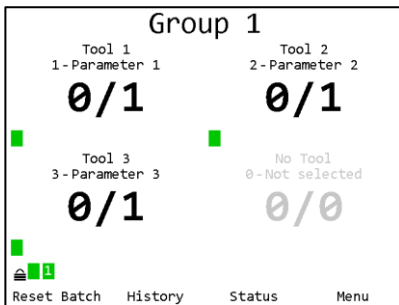 Group 1
Tool 1
1-Parameter 1
0/1
Tool 2
2-Parameter 2
0/1
Tool 3
3-Parameter 3
0/1
No Tool
0-Not selected
0/0
1
Reset Batch History Status Menu